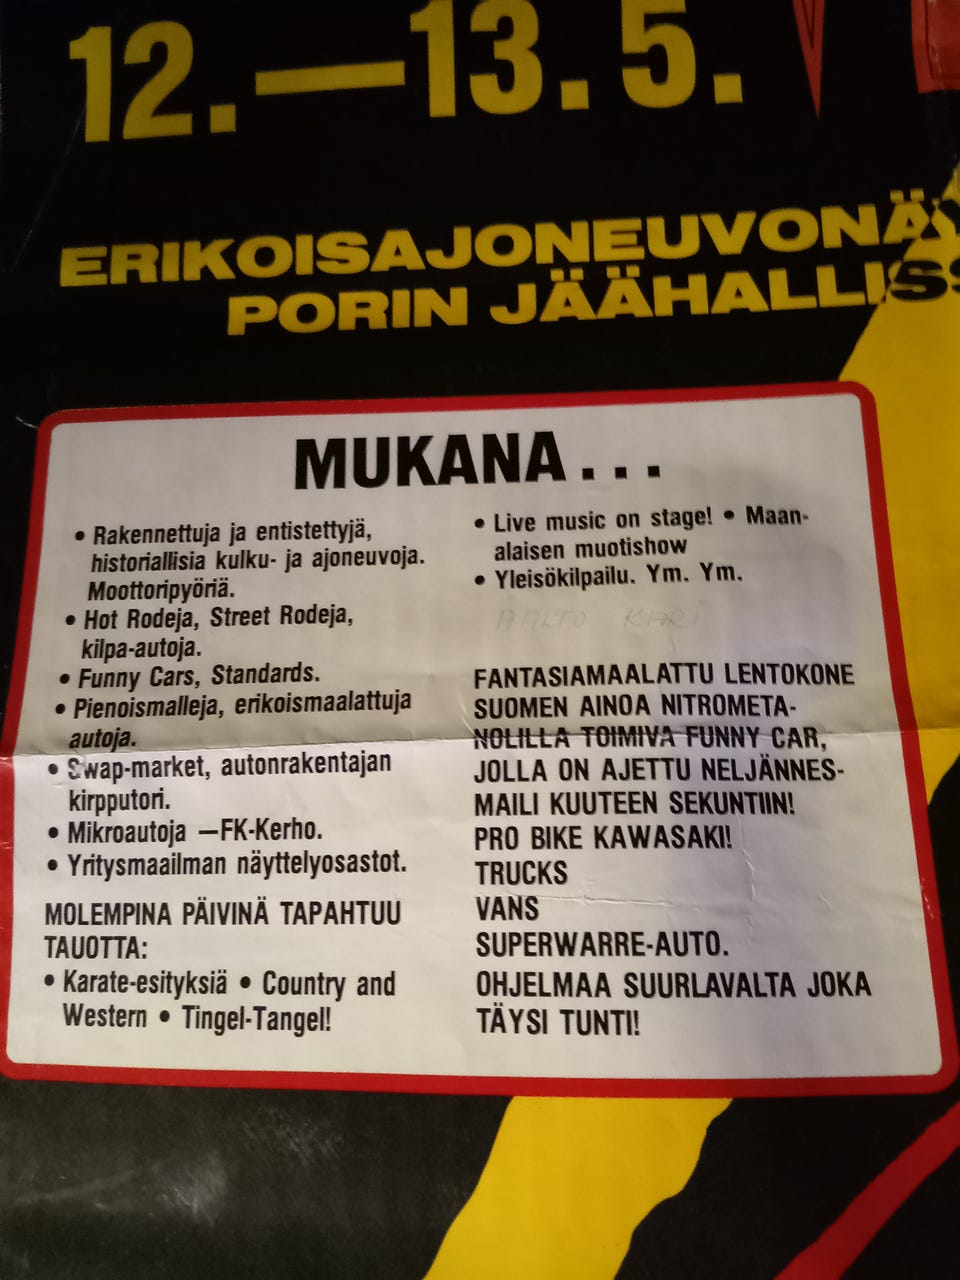 12.—13.5.
ERIKOISAJONEUVONÄY
PORIN JÄÄHALLISS
MUKANA...
• Rakennettuja ja entistettyjä,
historiallisia kulku- ja ajoneuvoja.
Moottoripyöriä.
• Hot Rodeja, Street Rodeja,
kilpa-autoja.
• Funny Cars, Standards.
• Pienoismalleja, erikoismaalattuja
autoja.
• Swap-market, autonrakentajan
kirpputori.
• Mikroautoja —FK-Kerho.
• Yritysmaailman näyttelyosastot.
MOLEMPINA PÄIVINÄ TAPAHTUU
TAUOTTA:
• Karate-esityksiä • Country and
Western • Tingel-Tangel!
• Live music on stage! • Maan-
alaisen muotishow
• Yleisökilpailu. Ym. Ym.
AALTO KARI
FANTASIAMAALATTU LENTOKONE
SUOMEN AINOA NITROMETA-
NOLILLA TOIMIVA FUNNY CAR,
JOLLA ON AJETTU NELJÄNNES-
MAILI KUUTEEN SEKUNTIIN!
PRO BIKE KAWASAKI!
TRUCKS
VANS
SUPERWARRE-AUTO.
OHJELMAA SUURLAVALTA JOKA
TÄYSI TUNTI!